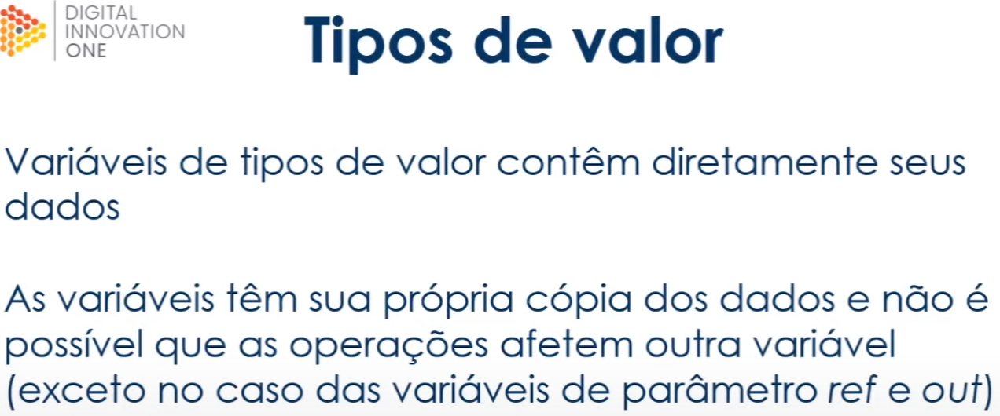 DIGITAL
INNOVATION
ONE
Tipos de valor
Variáveis de tipos de valor contêm diretamente seus
dados
As variáveis têm sua própria cópia dos dados e não é
possível que as operações afetem outra variável
(exceto no caso das variáveis de parâmetro ref e out)